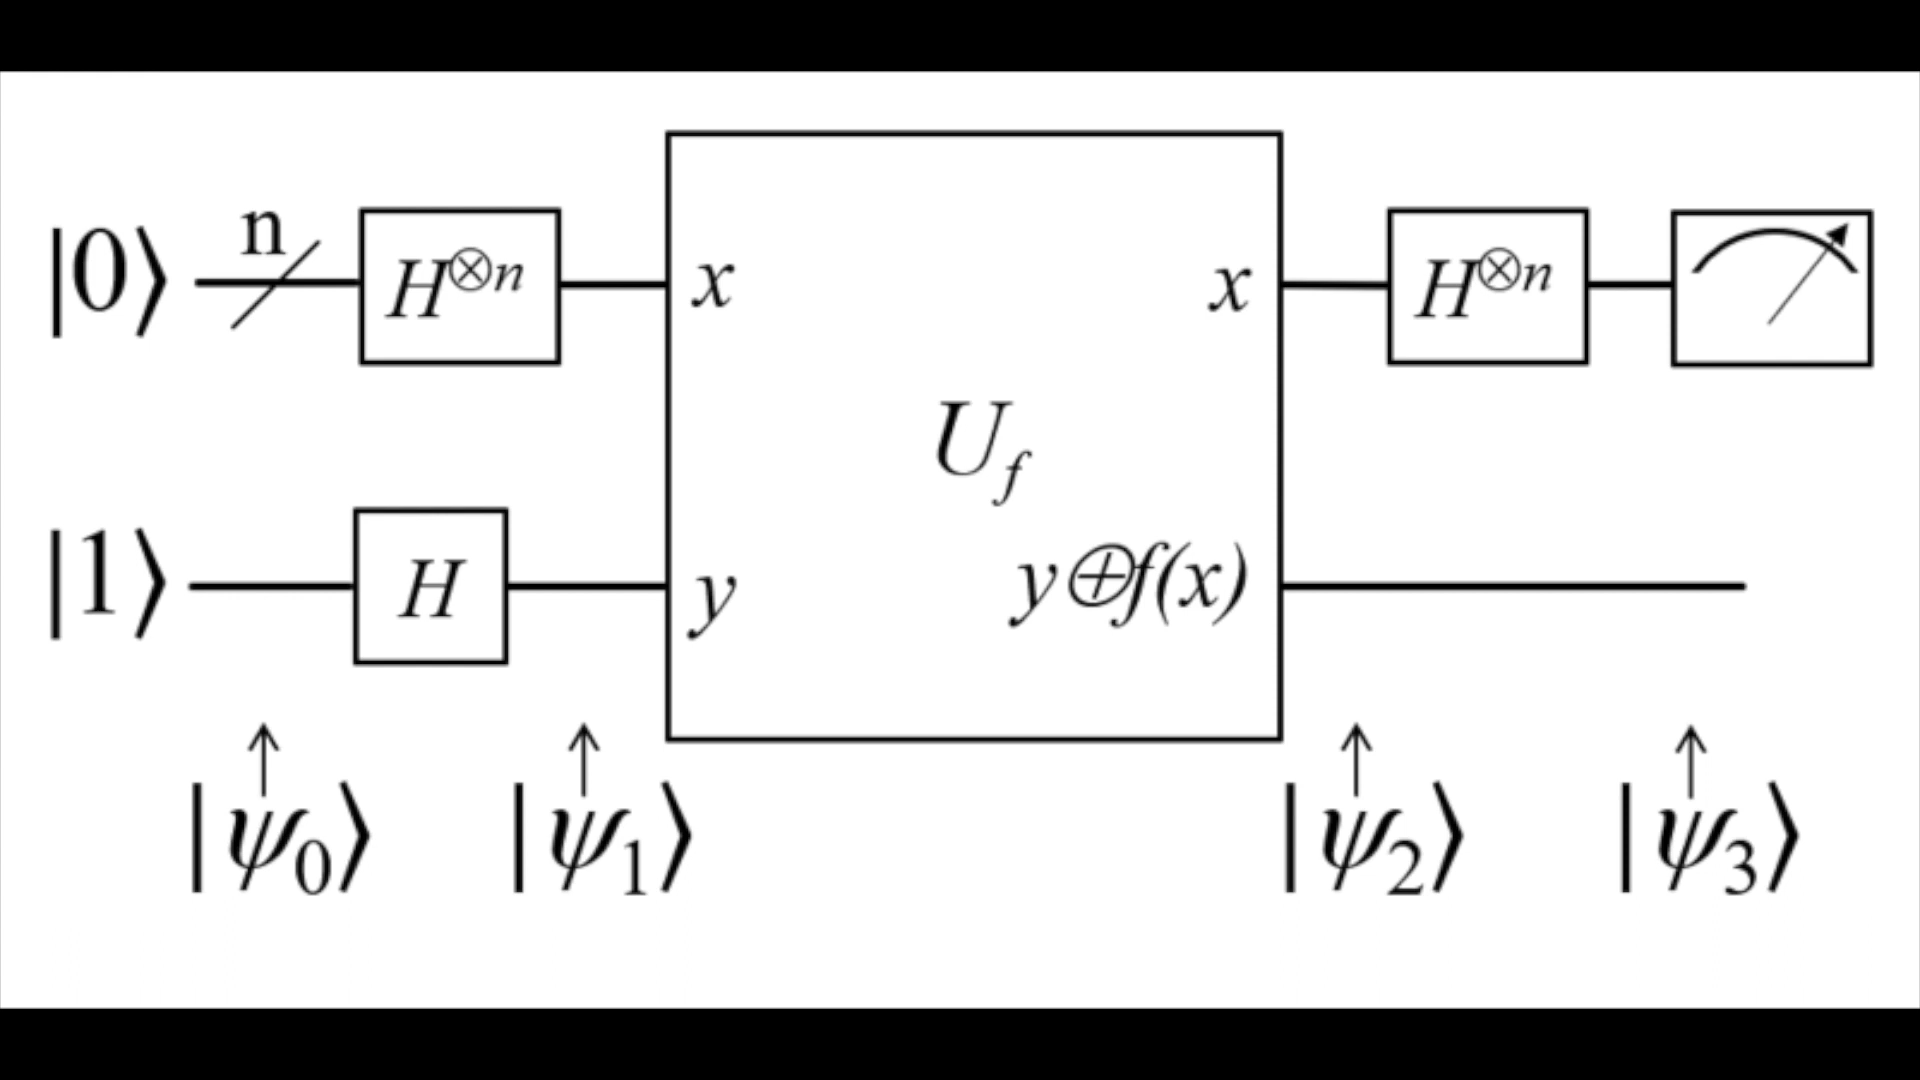 n
|0⟩ H⊗n x x H⊗n
U_f
|1⟩ H y y⊕f(x)
|ψ₀⟩ |ψ₁⟩ |ψ₂⟩ |ψ₃⟩